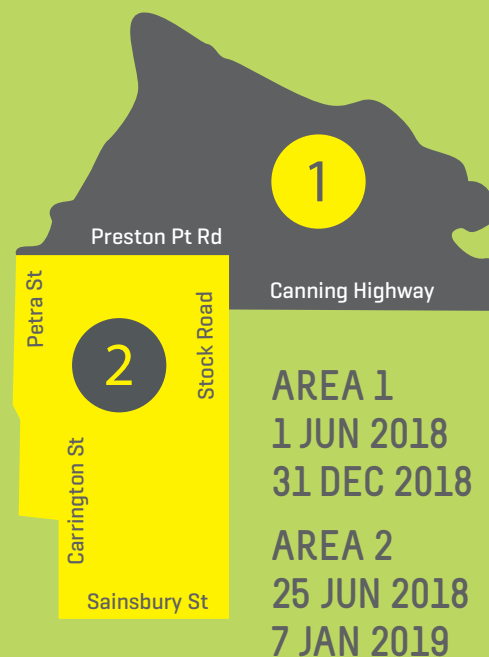 1
Preston Pt Rd
Canning Highway
Petra St
Stock Road
2
Carrington St
Sainsbury St
AREA 1
1 JUN 2018
31 DEC 2018
AREA 2
25 JUN 2018
7 JAN 2019